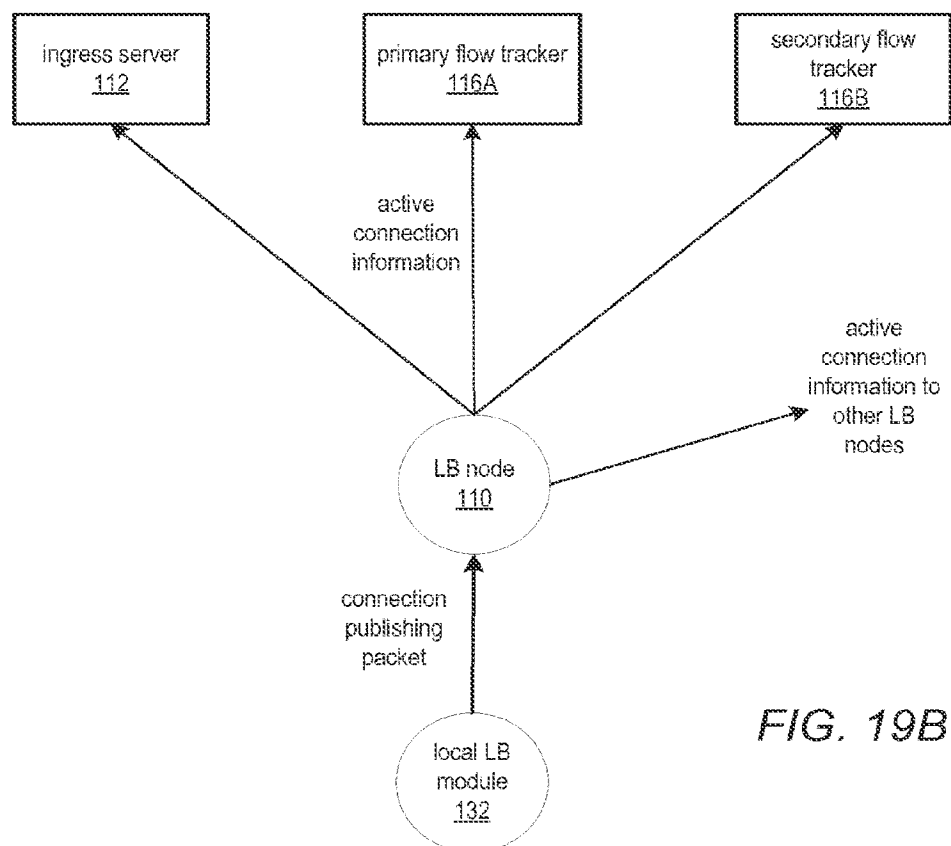 ingress server
112
primary flow tracker
116A
secondary flow
tracker
116B
active
connection
information
active
connection
information to
other LB
nodes
LB node
110
connection
publishing
packet
local LB
module
132
FIG. 19B